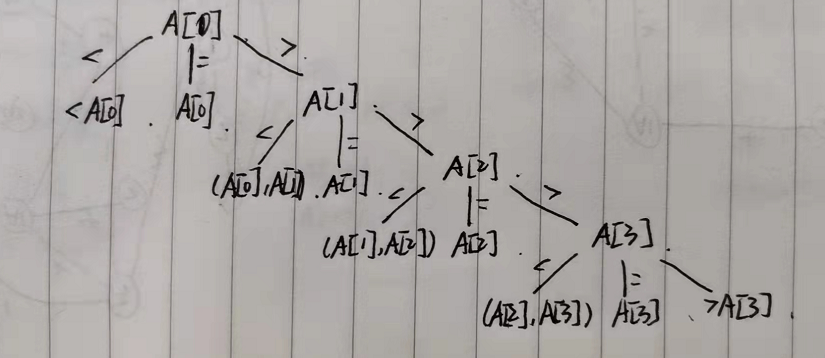 A[0]
< = >
<A[0] . A[0] . A[1] . >
< =
(A[0],A[1]) . A[1] . A[2] . >
< =
(A[1],A[2]) A[2] . A[3] .
< =
(A[2],A[3]) A[3] . >A[3] .